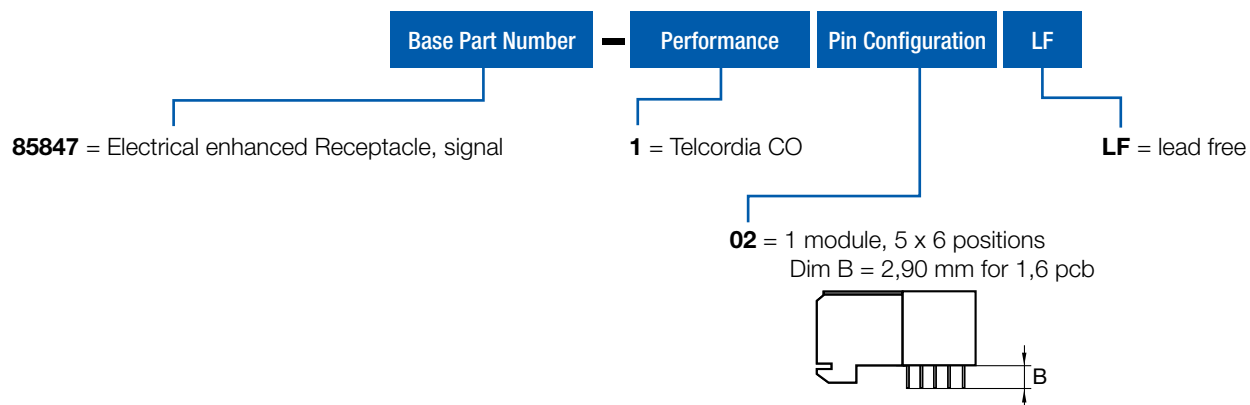 Base Part Number - Performance Pin Configuration LF
85847 = Electrical enhanced Receptacle, signal
1 = Telcordia CO
LF = lead free
02 = 1 module, 5 x 6 positions
Dim B = 2,90 mm for 1,6 pcb
B